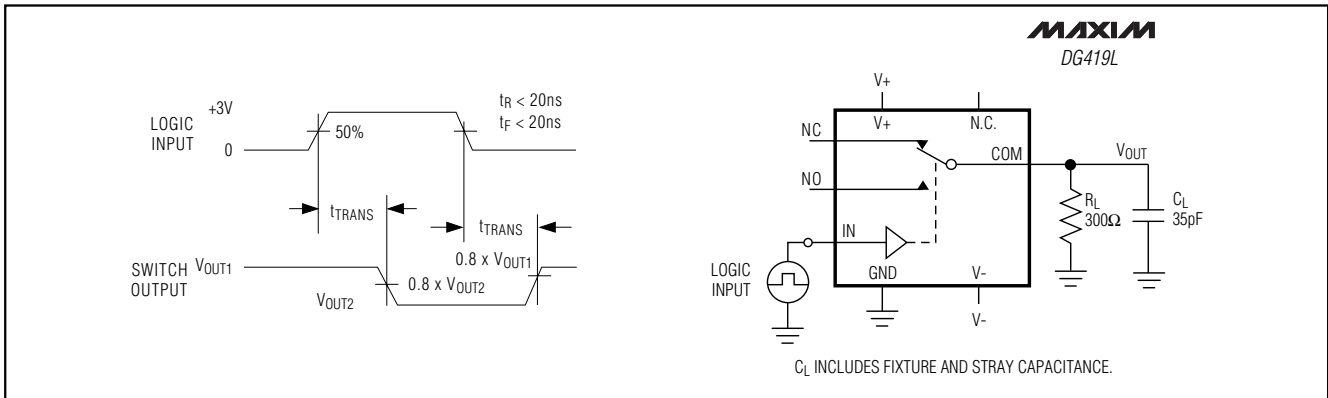 MAXIM
DG419L
LOGIC
INPUT
+3V
0
50%
tR < 20ns
tF < 20ns
tTRANS
tTRANS
SWITCH
OUTPUT
VOUT1
VOUT2
0.8 x VOUT2
0.8 x VOUT1
V+
V+
N.C.
NC
NO
COM
VOUT
RL
300Ω
CL
35pF
IN
LOGIC
INPUT
GND
V-
V-
CL INCLUDES FIXTURE AND STRAY CAPACITANCE.